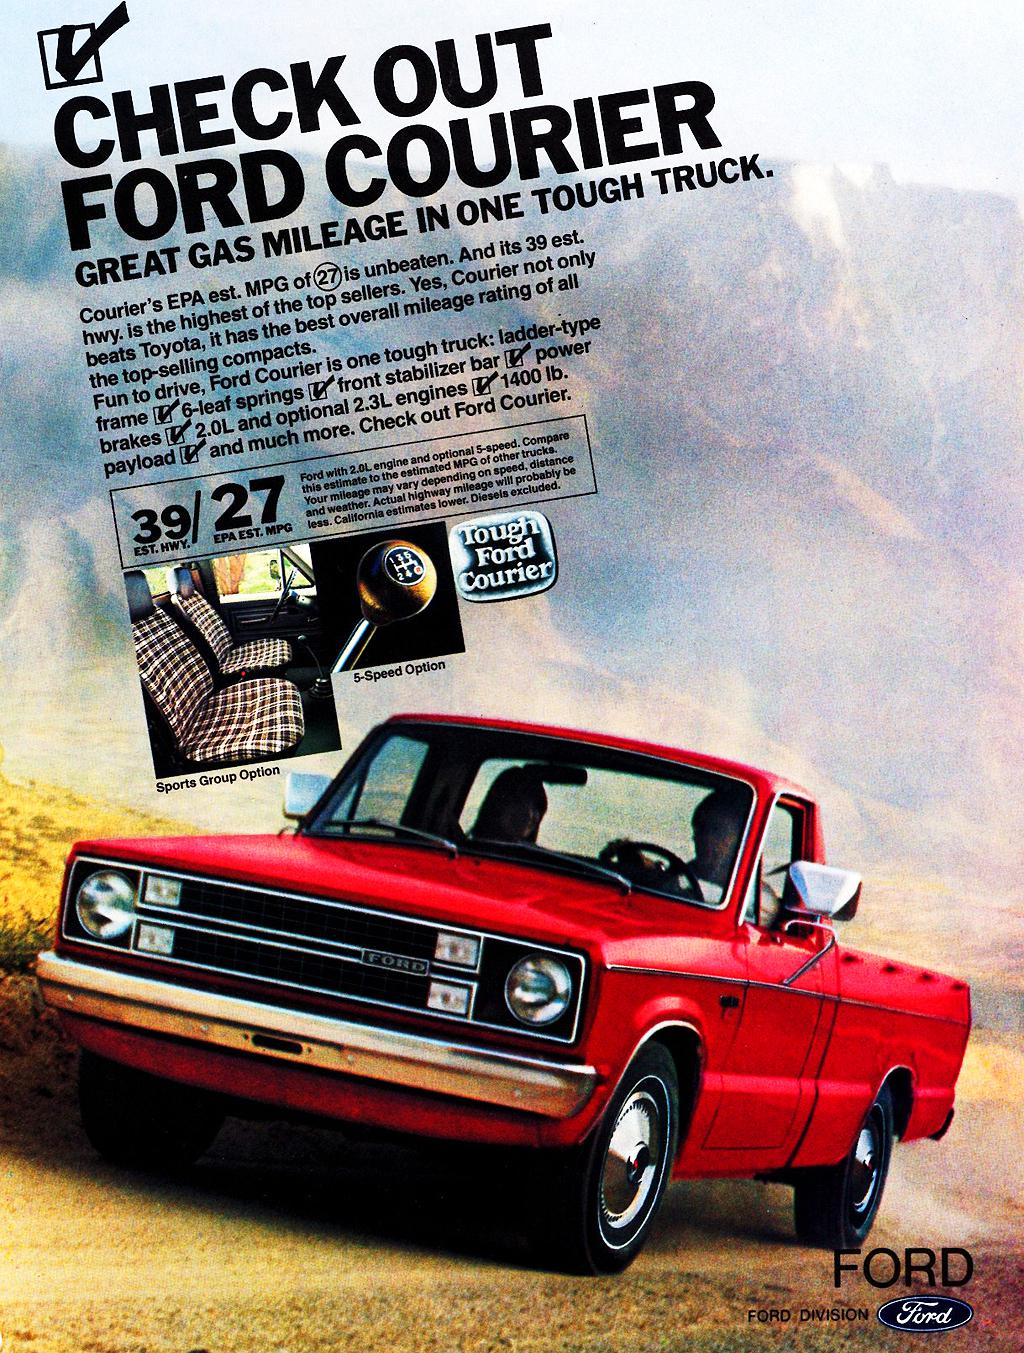 CHECK OUT
FORD COURIER
GREAT GAS MILEAGE IN ONE TOUGH TRUCK.
Courier's EPA est. MPG of 27 is unbeaten. And its 39 est.
hwy. is the highest of the top sellers. Yes, Courier not only
beats Toyota, it has the best overall mileage rating of all
the top-selling compacts.
Fun to drive, Ford Courier is one tough truck: ladder-type
frame ☑ 6-leaf springs ☑ front stabilizer bar ☑ power
brakes ☑ 2.0L and optional 2.3L engines ☑ 1400 lb.
payload ☑ and much more. Check out Ford Courier.
39/27
EST. HWY. EPA EST. MPG
Ford with 2.0L engine and optional 5-speed. Compare
this estimate to the estimated MPG of other trucks.
Your mileage may vary depending on speed, distance
and weather. Actual highway mileage will probably be
less. California estimates lower. Diesels excluded.
Tough
Ford
Courier
1 3 5
2 4 R
5-Speed Option
Sports Group Option
FORD
FORD
FORD DIVISION Ford